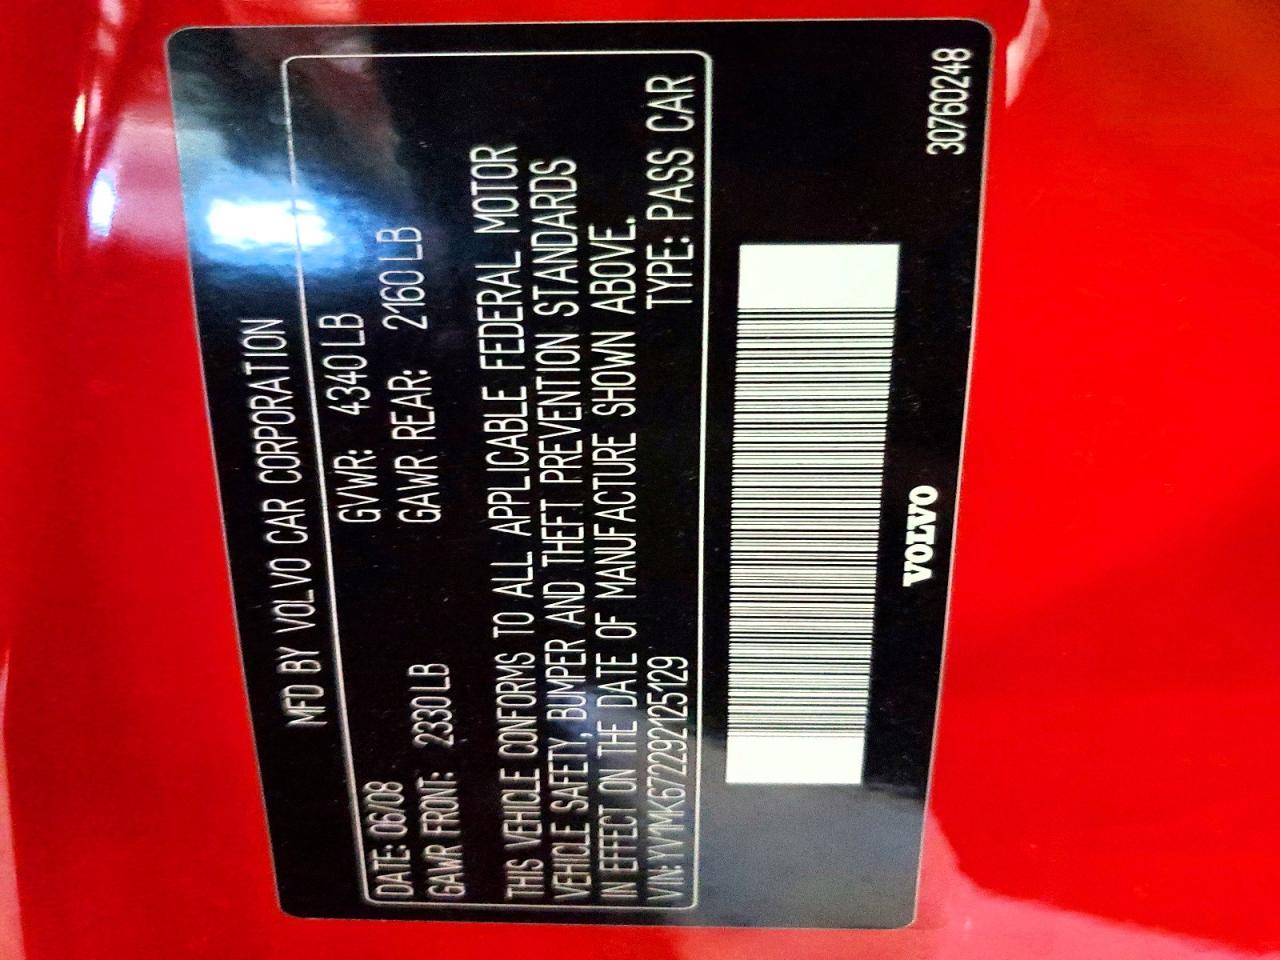 MFD BY VOLVO CAR CORPORATION
DATE: 06/08 GVWR: 4340 LB
GAWR FRONT: 2330 LB GAWR REAR: 2160 LB
THIS VEHICLE CONFORMS TO ALL APPLICABLE FEDERAL MOTOR
VEHICLE SAFETY, BUMPER AND THEFT PREVENTION STANDARDS
IN EFFECT ON THE DATE OF MANUFACTURE SHOWN ABOVE.
VIN: YV1MK672292125129 TYPE: PASS CAR
VOLVO
30760248